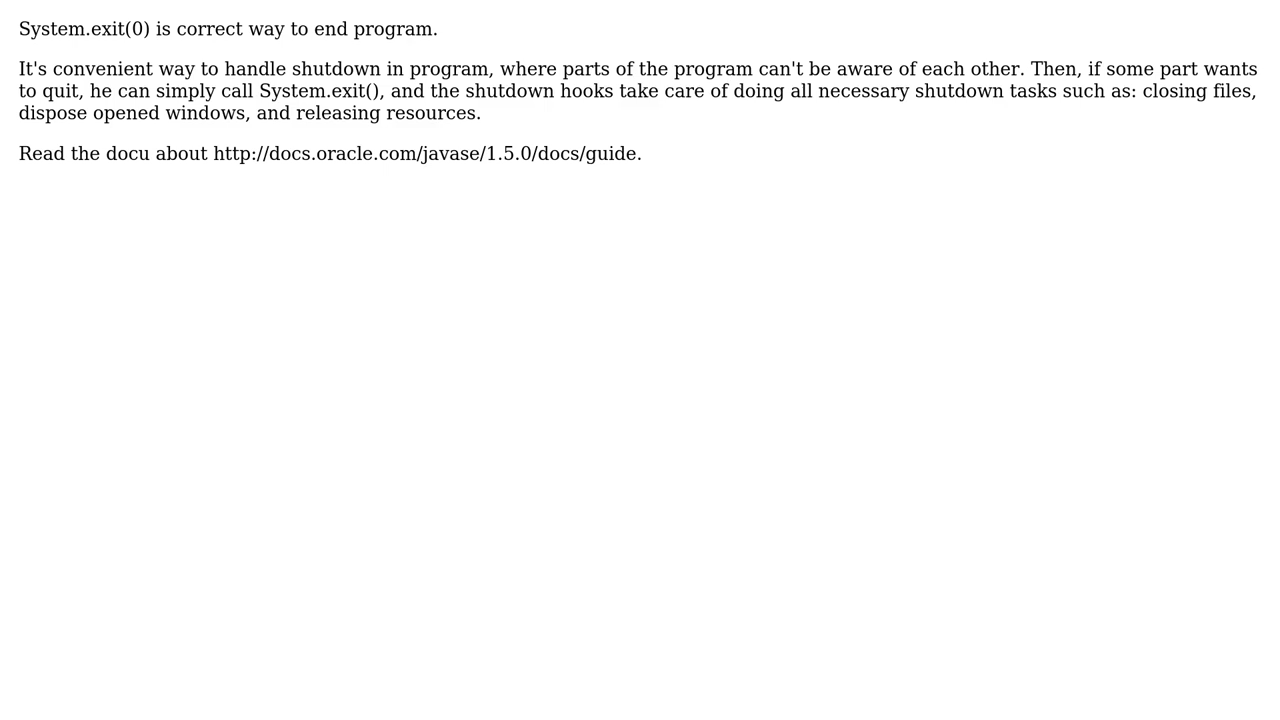 System.exit(0) is correct way to end program.
It's convenient way to handle shutdown in program, where parts of the program can't be aware of each other. Then, if some part wants
to quit, he can simply call System.exit(), and the shutdown hooks take care of doing all necessary shutdown tasks such as: closing files,
dispose opened windows, and releasing resources.
Read the docu about http://docs.oracle.com/javase/1.5.0/docs/guide.